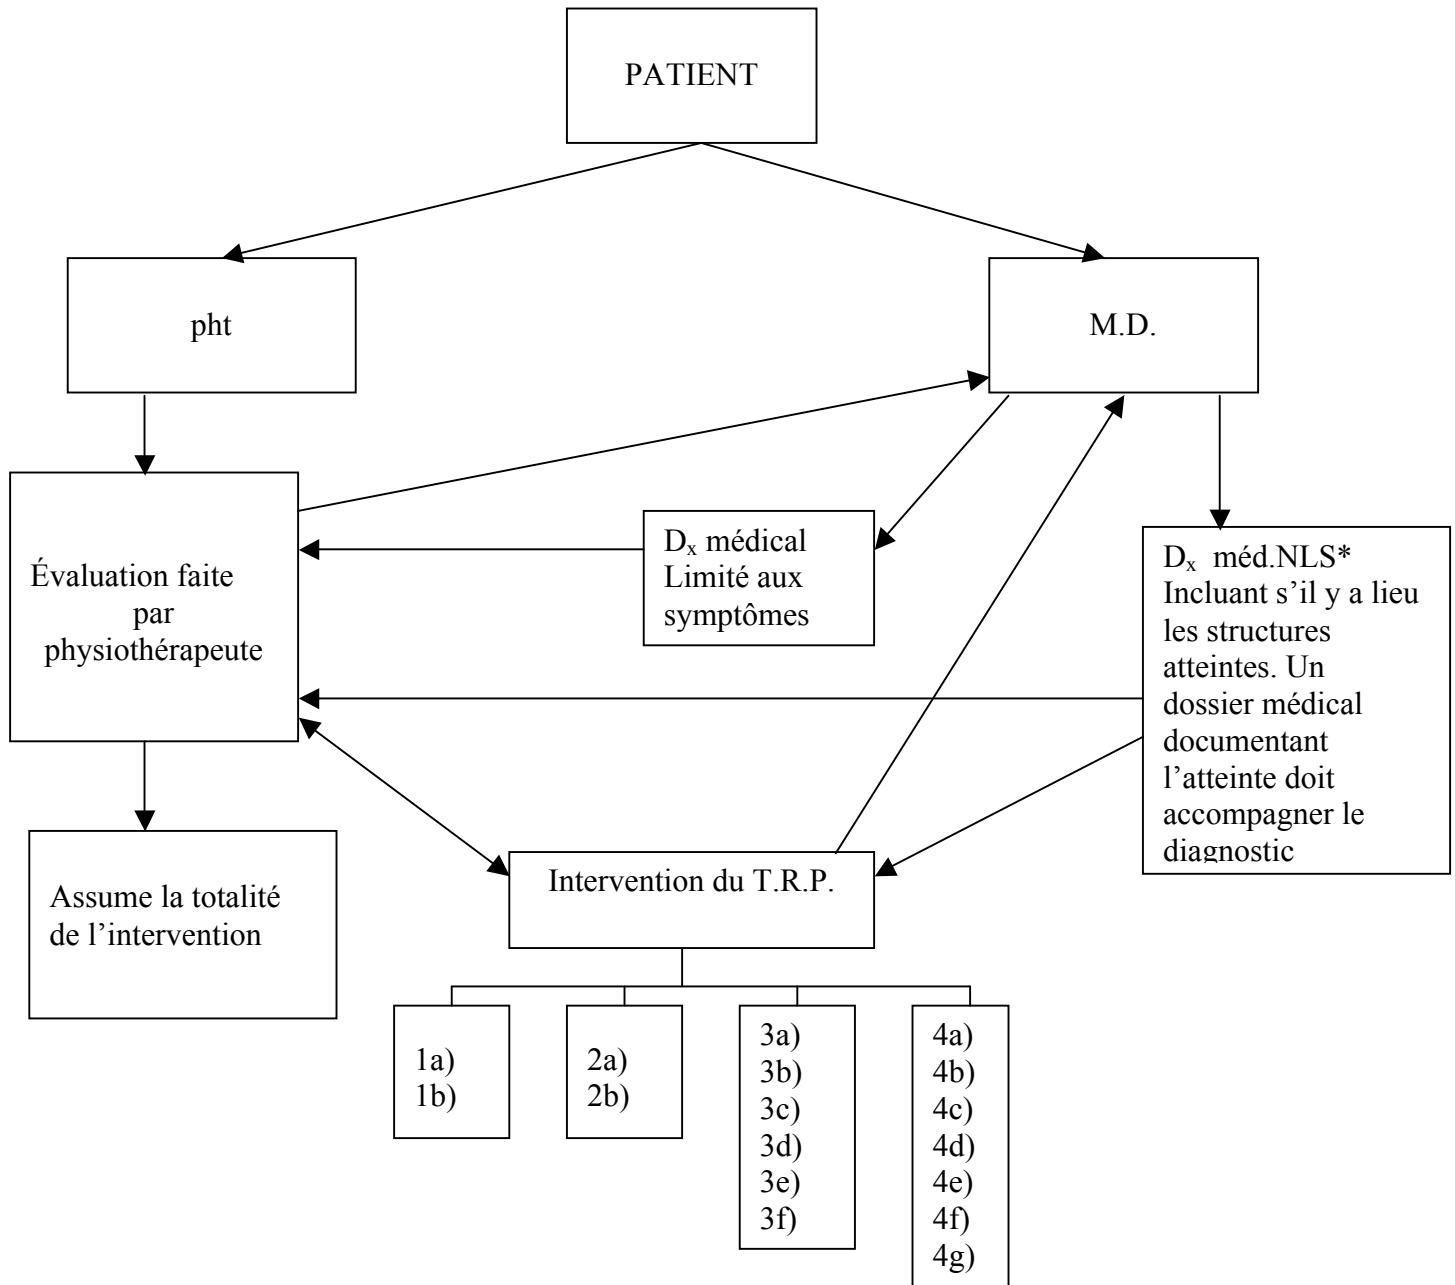 PATIENT
pht
M.D.
Évaluation faite
par
physiothérapeute
Dx médical
Limité aux
symptômes
Dx méd.NLS*
Incluant s’il y a lieu
les structures
atteintes. Un
dossier médical
documentant
l’atteinte doit
accompagner le
diagnostic
Assume la totalité
de l’intervention
Intervention du T.R.P.
1a)
1b)
2a)
2b)
3a)
3b)
3c)
3d)
3e)
3f)
4a)
4b)
4c)
4d)
4e)
4f)
4g)